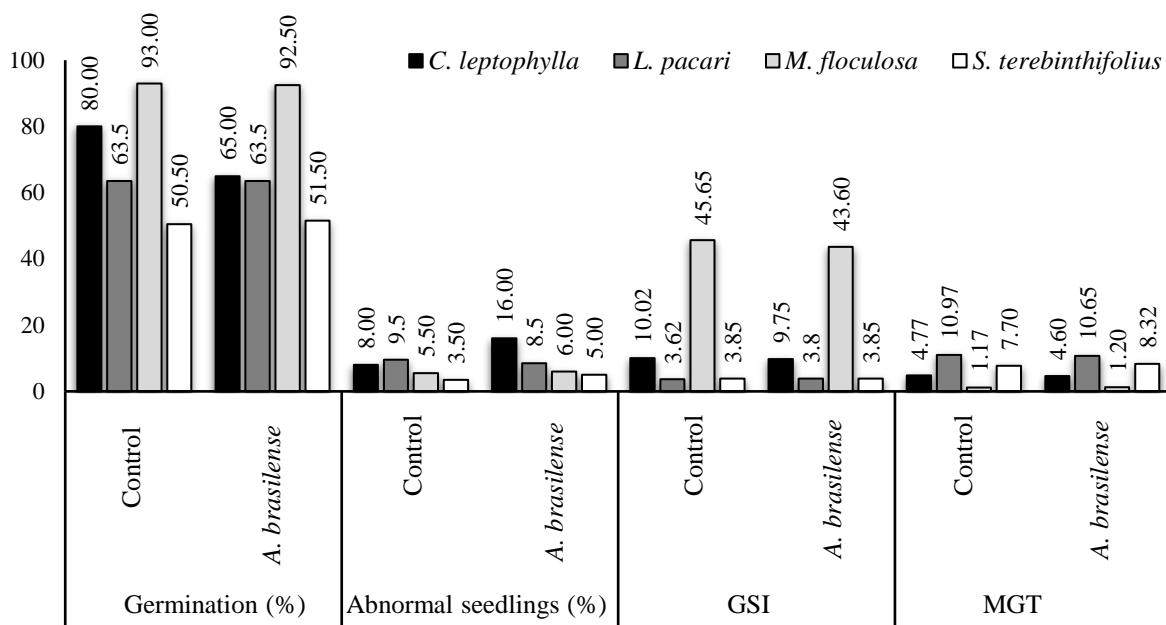 C. leptophylla L. pacari M. floculosa S. terebinthifolius
100
80
60
40
20
0
80.00 63.5 93.00 50.50 65.00 63.5 92.50 51.50
8.00 9.5 5.50 3.50 16.00 8.5 6.00 5.00
10.02 3.62 45.65 3.85 9.75 3.8 43.60 3.85
4.77 10.97 1.17 7.70 4.60 10.65 1.20 8.32
Control A. brasilense Control A. brasilense Control A. brasilense Control A. brasilense
Germination (%) Abnormal seedlings (%) GSI MGT